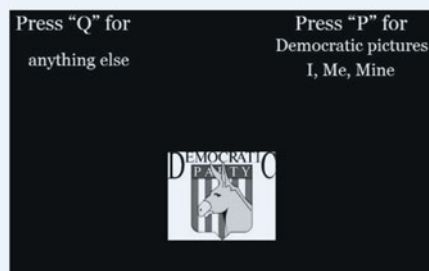 Press “Q” for
anything else
Press “P” for
Democratic pictures
I, Me, Mine
DEMOCRATIC
PARTY